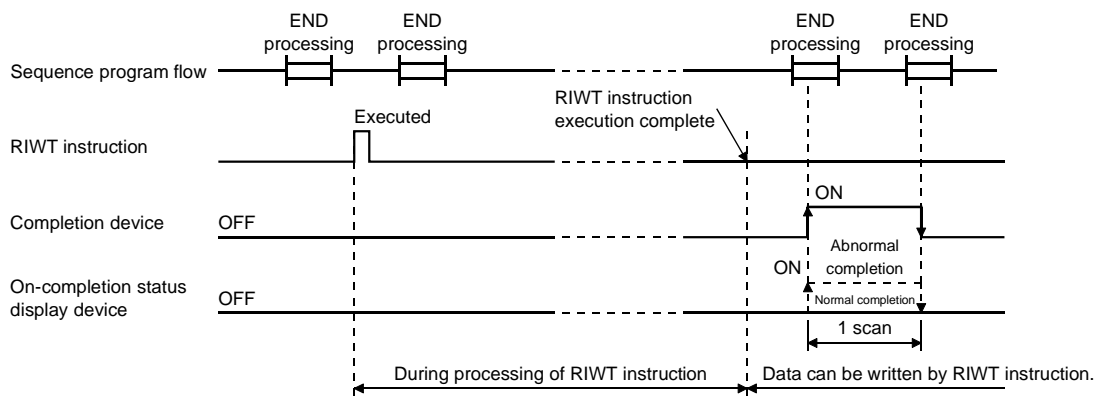 END
processing
END
processing
END
processing
END
processing
Sequence program flow
RIWT instruction
execution complete
Executed
RIWT instruction
ON
Completion device
OFF
Abnormal
completion
ON
On-completion status
display device
OFF
Normal completion
1 scan
During processing of RIWT instruction
Data can be written by RIWT instruction.